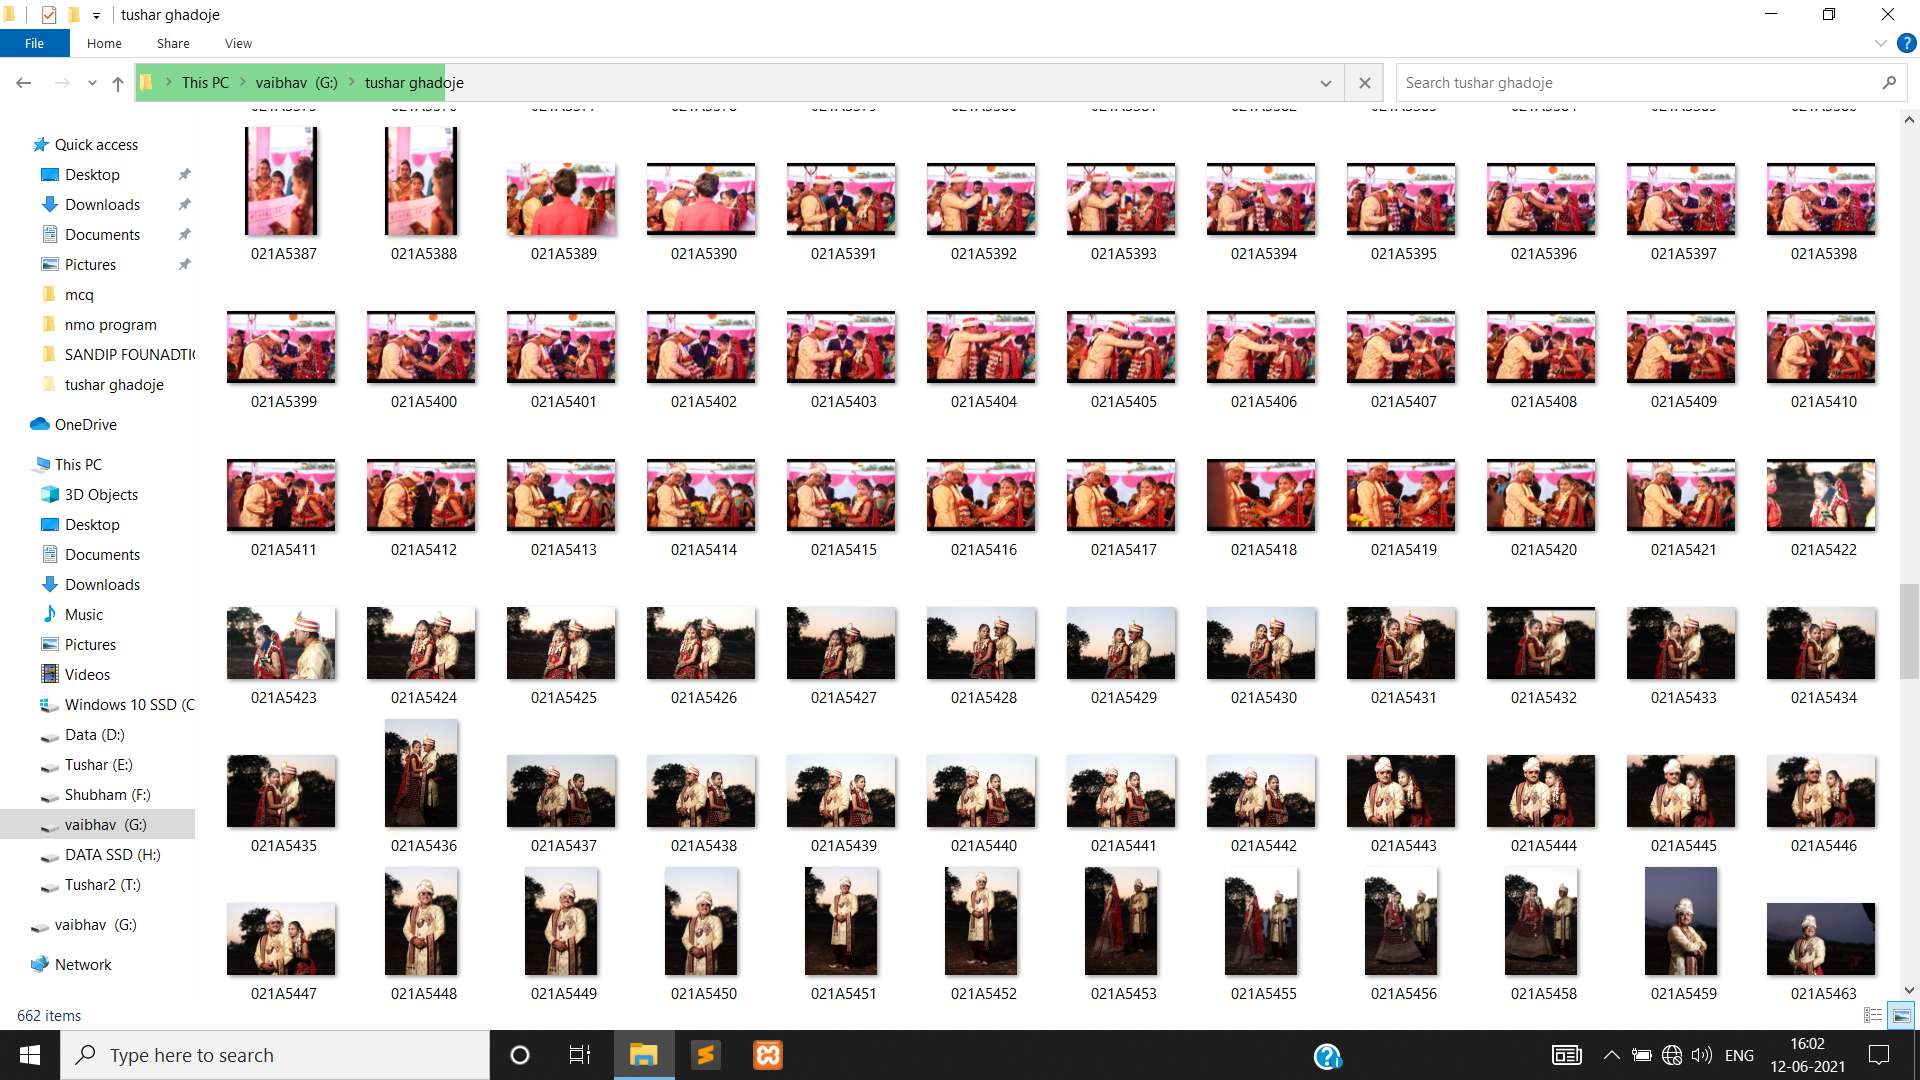 tushar ghadoje
File Home Share View
This PC vaibhav (G:) tushar ghadoje
Search tushar ghadoje
Quick access
Desktop
Downloads
Documents
Pictures
mcq
nmo program
SANDIP FOUNADTI
tushar ghadoje
OneDrive
This PC
3D Objects
Desktop
Documents
Downloads
Music
Pictures
Videos
Windows 10 SSD (C
Data (D:)
Tushar (E:)
Shubham (F:)
vaibhav (G:)
DATA SSD (H:)
Tushar2 (T:)
vaibhav (G:)
Network
021A5387 021A5388 021A5389 021A5390 021A5391 021A5392 021A5393 021A5394 021A5395 021A5396 021A5397 021A5398
021A5399 021A5400 021A5401 021A5402 021A5403 021A5404 021A5405 021A5406 021A5407 021A5408 021A5409 021A5410
021A5411 021A5412 021A5413 021A5414 021A5415 021A5416 021A5417 021A5418 021A5419 021A5420 021A5421 021A5422
021A5423 021A5424 021A5425 021A5426 021A5427 021A5428 021A5429 021A5430 021A5431 021A5432 021A5433 021A5434
021A5435 021A5436 021A5437 021A5438 021A5439 021A5440 021A5441 021A5442 021A5443 021A5444 021A5445 021A5446
021A5447 021A5448 021A5449 021A5450 021A5451 021A5452 021A5453 021A5455 021A5456 021A5458 021A5459 021A5463
662 items
Type here to search
ENG
16:02
12-06-2021